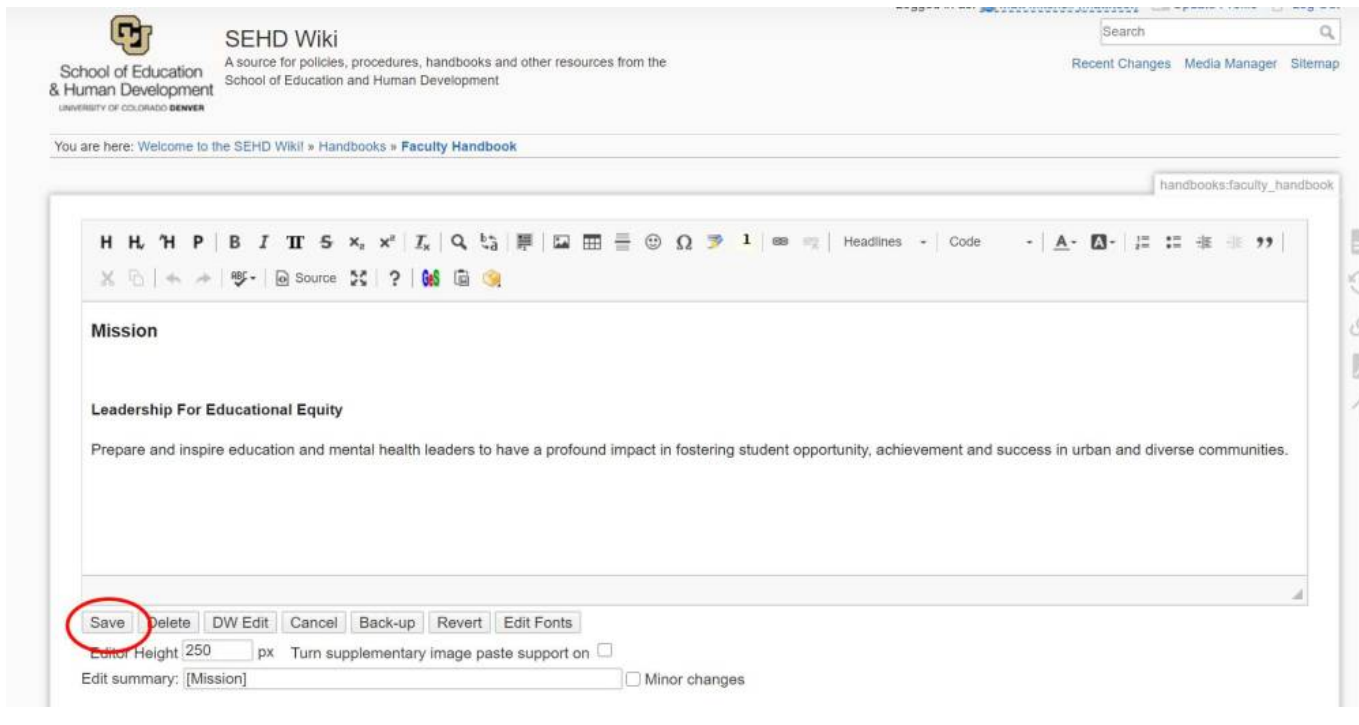 SEHD Wiki
A source for policies, procedures, handbooks and other resources from the
School of Education and Human Development
School of Education
& Human Development
UNIVERSITY OF COLORADO DENVER
Search
Recent Changes Media Manager Sitemap
You are here: Welcome to the SEHD Wiki! » Handbooks » Faculty Handbook
handbooks:faculty_handbook
Headlines
Code
Source
Mission
Leadership For Educational Equity
Prepare and inspire education and mental health leaders to have a profound impact in fostering student opportunity, achievement and success in urban and diverse communities.
Save Delete DW Edit Cancel Back-up Revert Edit Fonts
Editor Height 250 px Turn supplementary image paste support on
Edit summary: [Mission] Minor changes